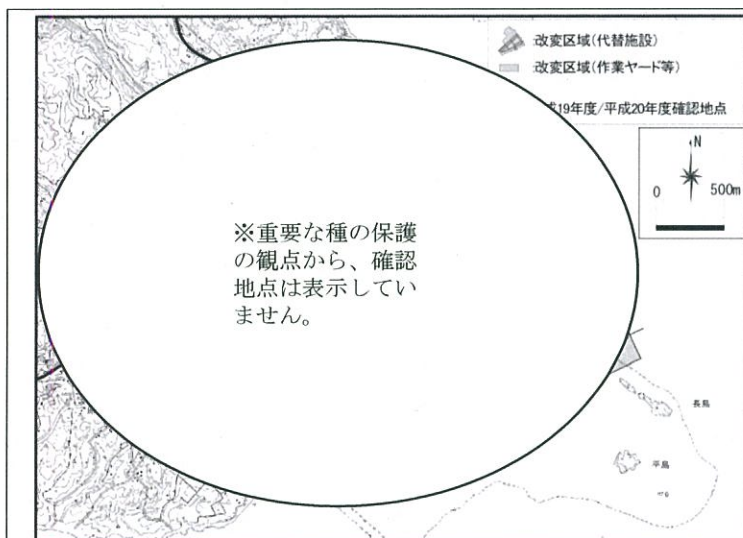 :改変区域(代替施設)
:改変区域(作業ヤード等)
成19年度/平成20年度確認地点
N
0 500m
※重要な種の保護
の観点から、確認
地点は表示してい
ません。
長島
平島